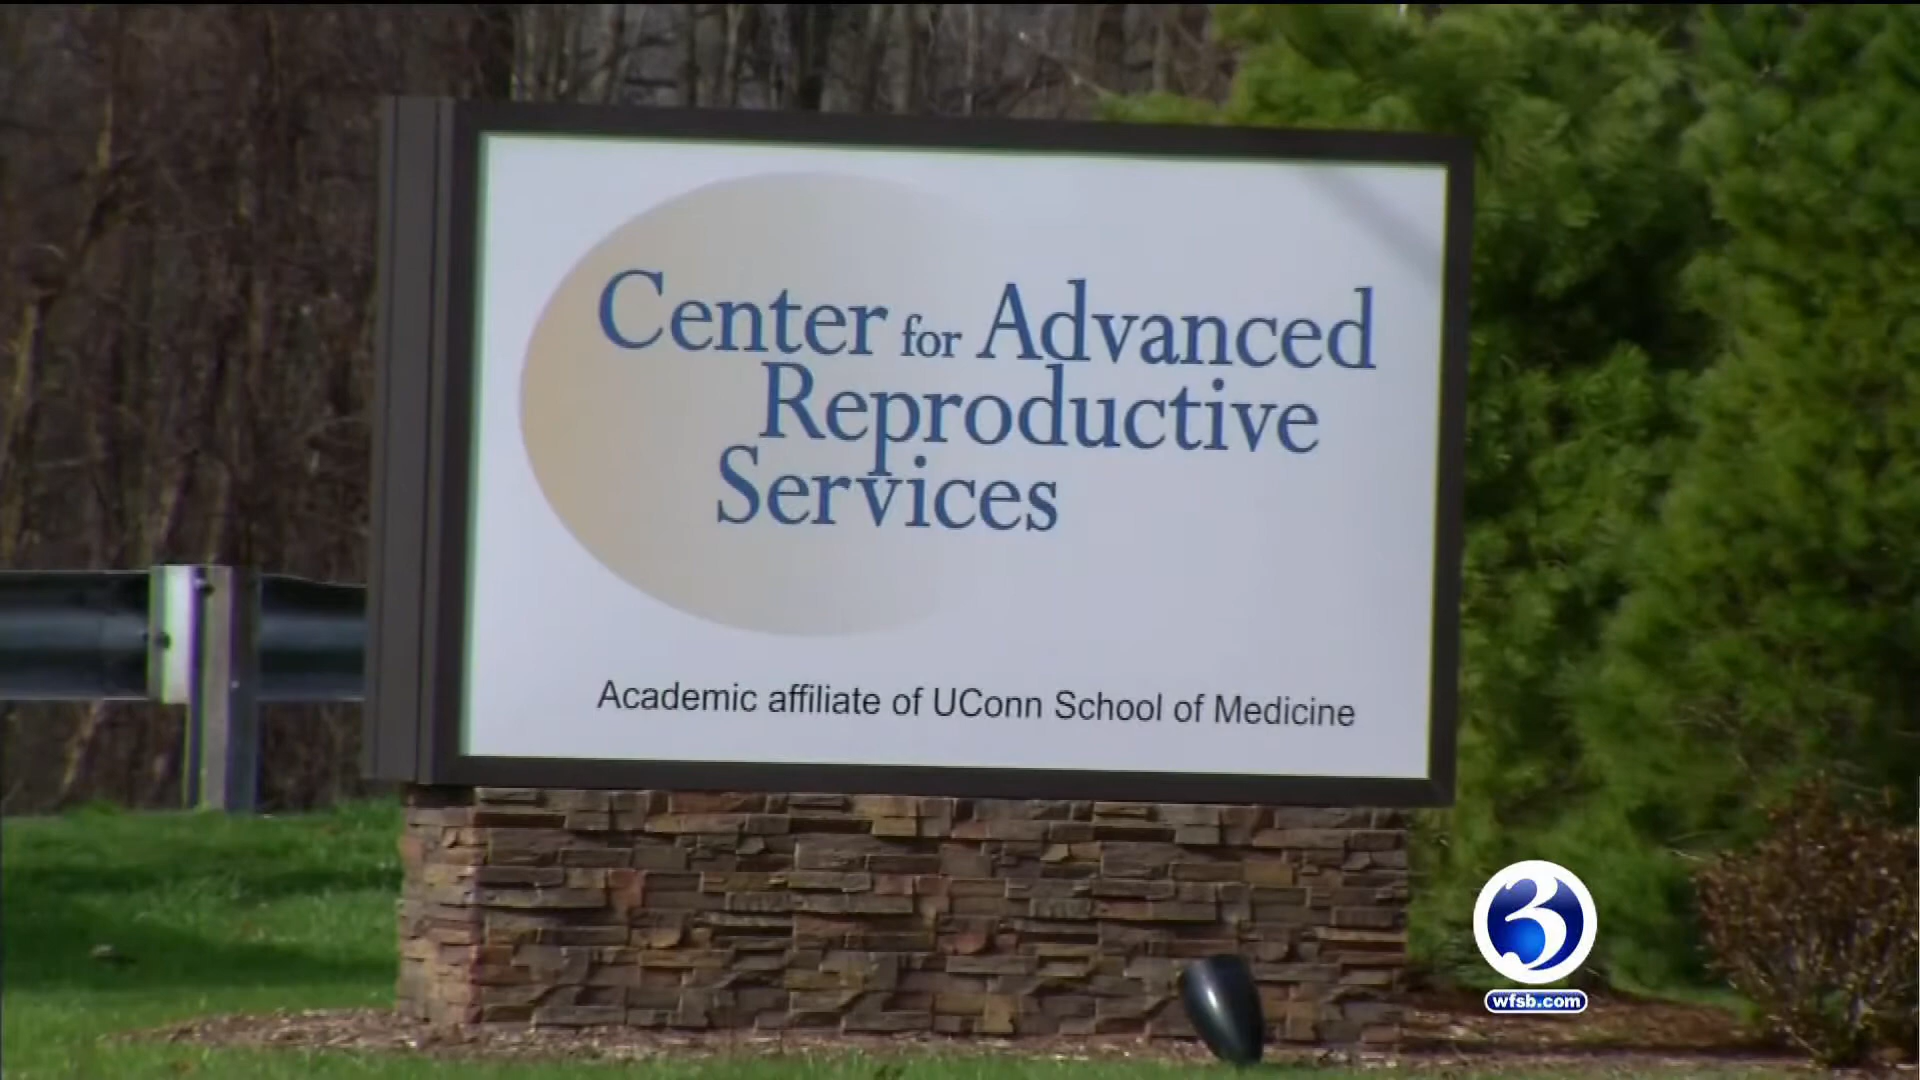 Center for Advanced
Reproductive
Services
Academic affiliate of UConn School of Medicine
3
wfsb.com